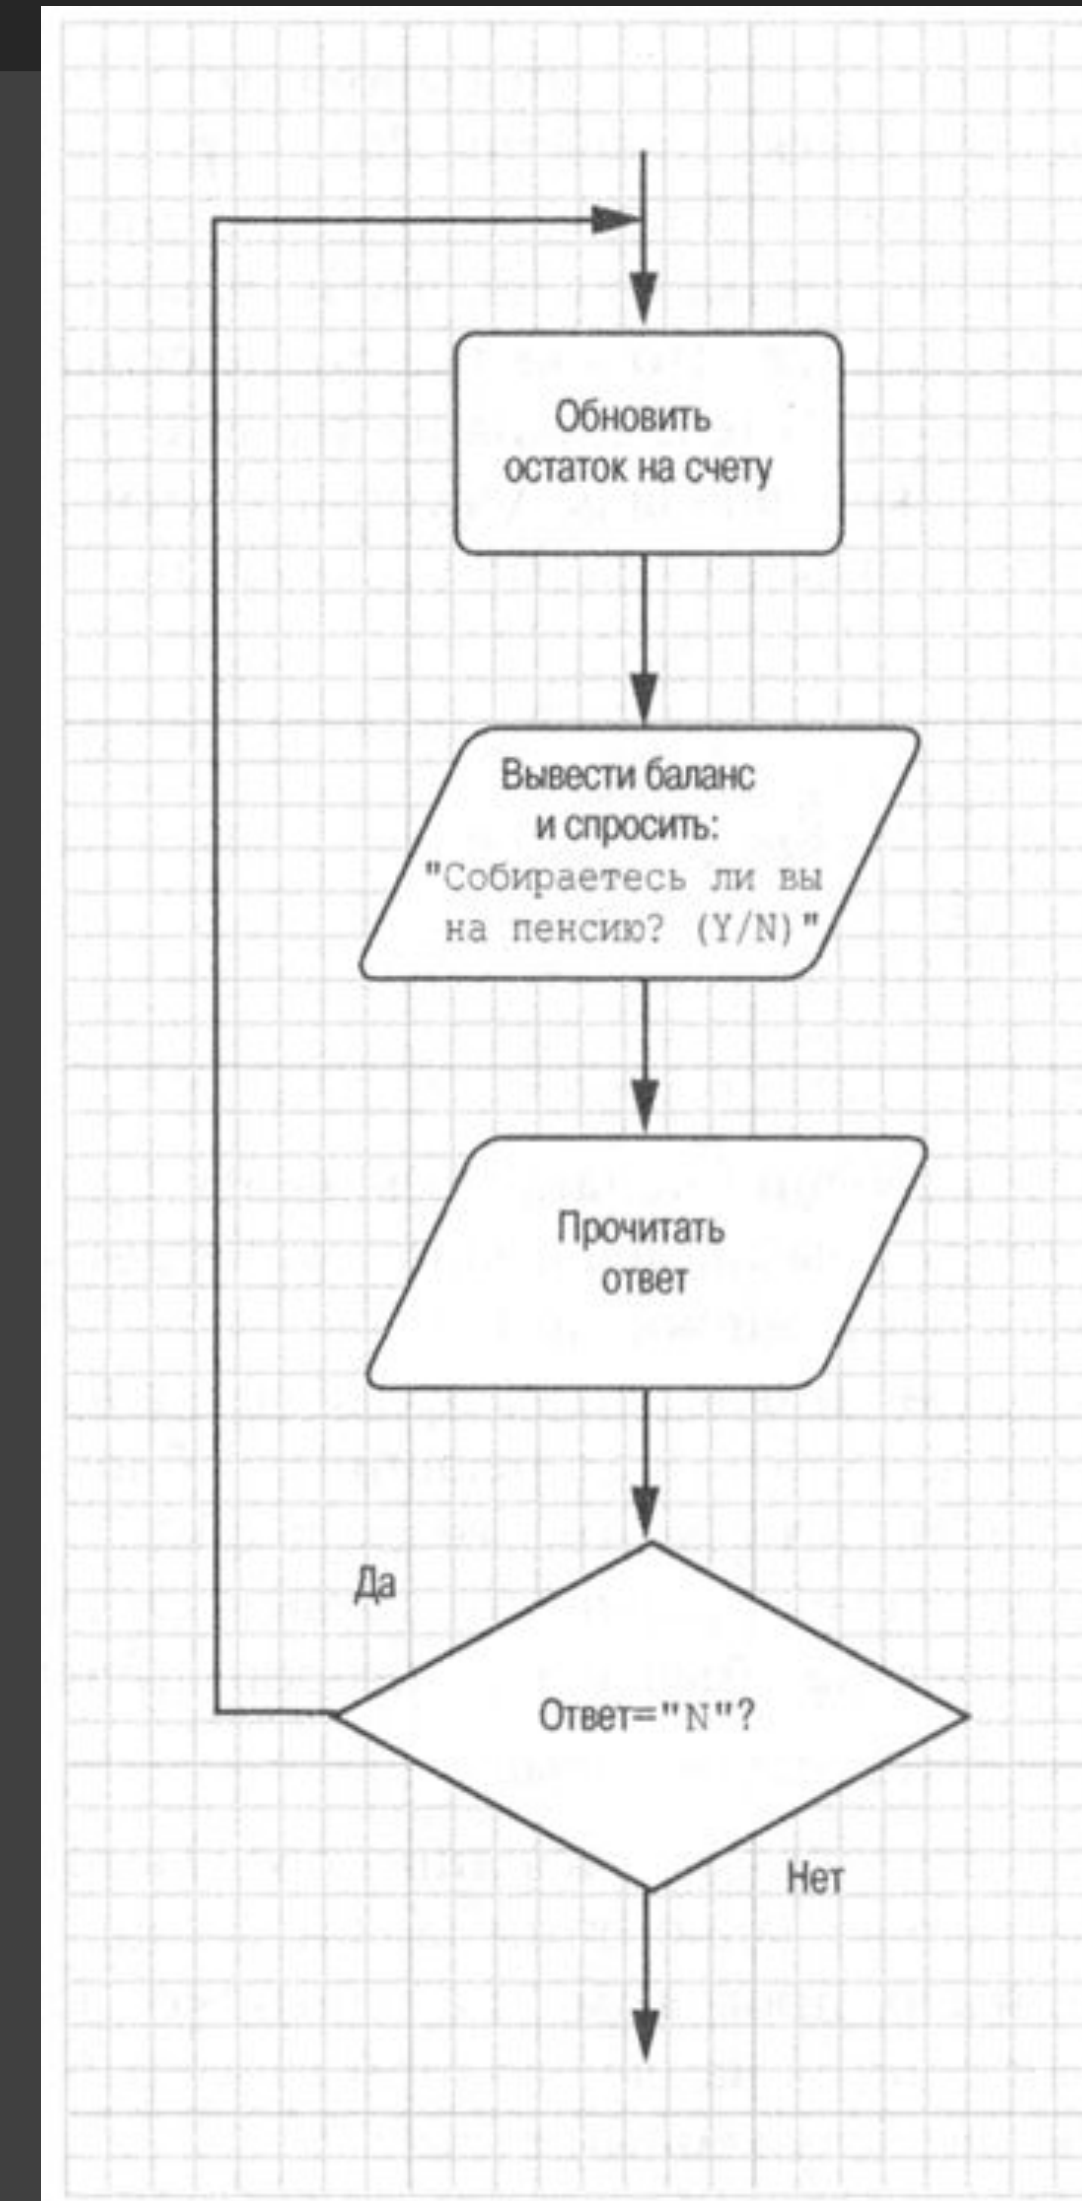 Обновить
остаток на счету
Вывести баланс
и спросить:
"Собираетесь ли вы
на пенсию? (Y/N)"
Прочитать
ответ
Да
Ответ="N"?
Нет